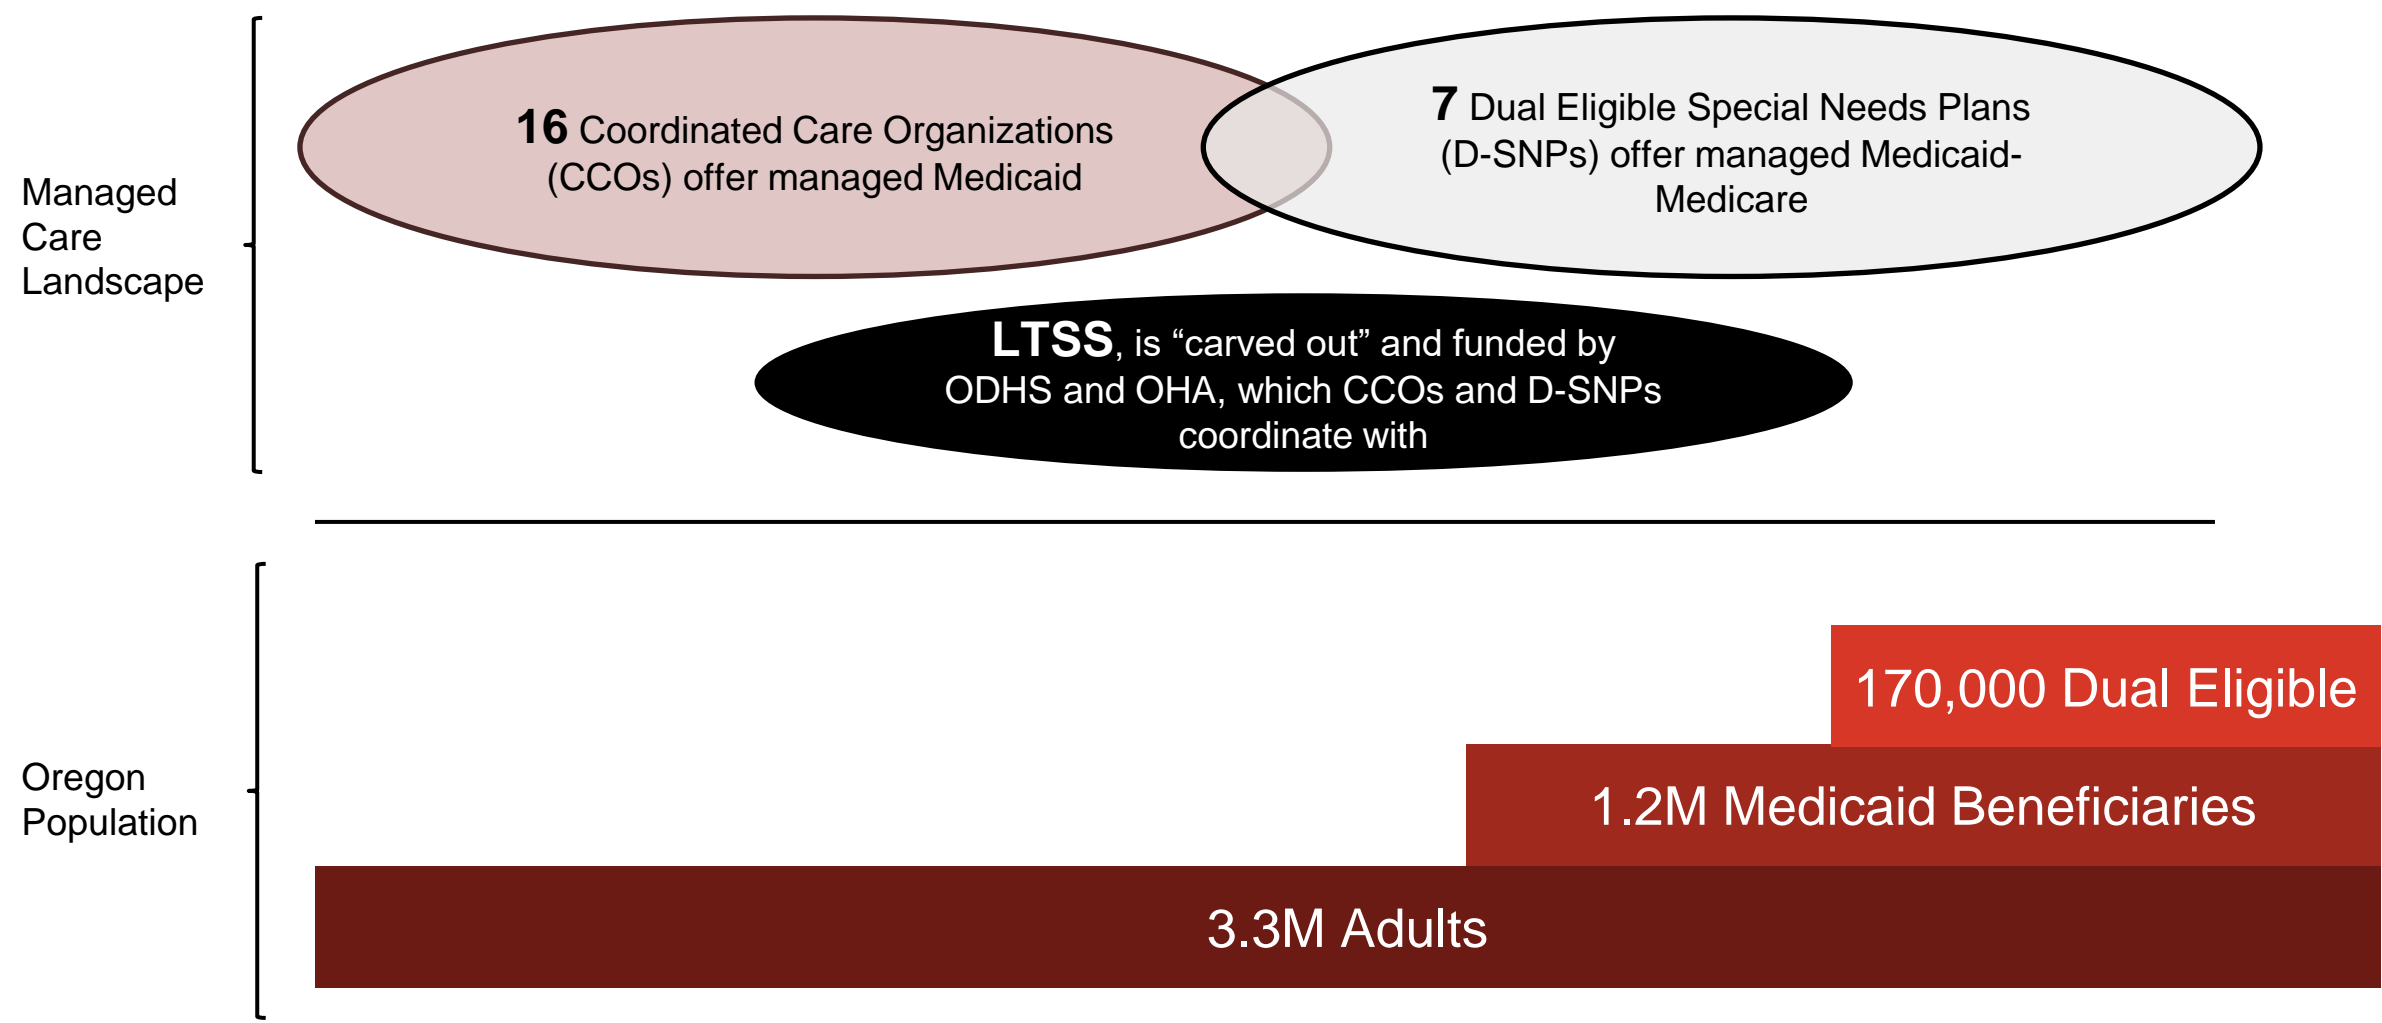 Managed
Care
Landscape
16 Coordinated Care Organizations
(CCOs) offer managed Medicaid
7 Dual Eligible Special Needs Plans
(D-SNPs) offer managed Medicaid-
Medicare
LTSS, is “carved out” and funded by
ODHS and OHA, which CCOs and D-SNPs
coordinate with
Oregon
Population
170,000 Dual Eligible
1.2M Medicaid Beneficiaries
3.3M Adults